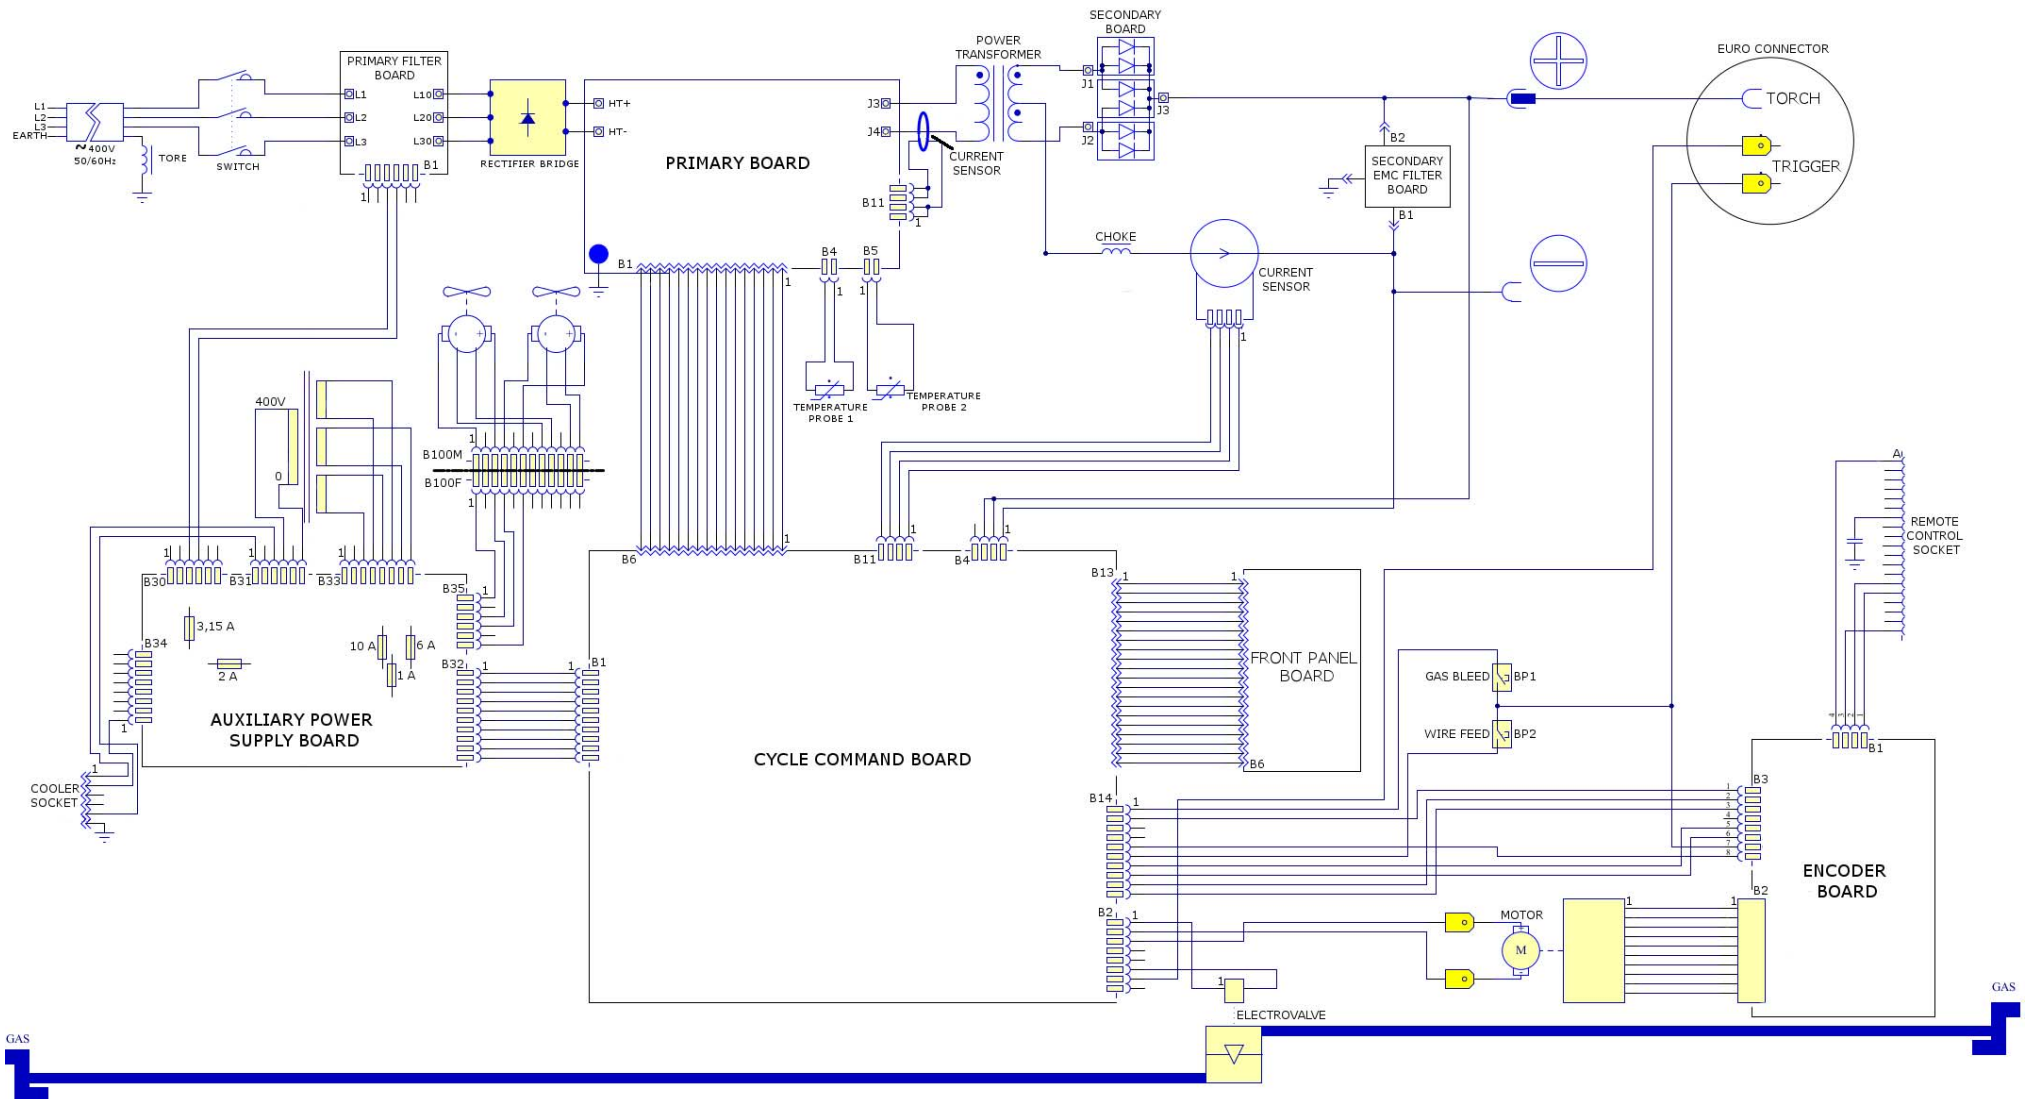 SECONDARY
BOARD
POWER
TRANSFORMER
EURO CONNECTOR
PRIMARY FILTER
BOARD
L1
L2
L3
EARTH
~400V
50/60Hz
TORE
SWITCH
L1
L2
L3
L10
L20
L30
B1
1
RECTIFIER BRIDGE
HT+
HT-
PRIMARY BOARD
J3
J4
CURRENT
SENSOR
B11
1
J1
J2
J3
B2
SECONDARY
EMC FILTER
BOARD
B1
TORCH
TRIGGER
CHOKE
CURRENT
SENSOR
1
B1
1
B4
1
B5
1
- +
- +
TEMPERATURE
PROBE 1
TEMPERATURE
PROBE 2
400V
0
1
B100M
B100F
1
A
REMOTE
CONTROL
SOCKET
B6
1
B11
1
B4
1
B30
1
B31
1
B33
1
B35
1
3,15 A
2 A
10 A
6 A
1 A
B34
1
B32
1
1
B1
AUXILIARY POWER
SUPPLY BOARD
COOLER
SOCKET
1
CYCLE COMMAND BOARD
B13
1
1
FRONT PANEL
BOARD
B6
GAS BLEED
BP1
WIRE FEED
BP2
4
3
2
1
B1
B14
1
B3
1
2
3
4
5
6
7
8
ENCODER
BOARD
B2
1
MOTOR
+
M
-
1
1
B2
1
ELECTROVALVE
GAS
GAS